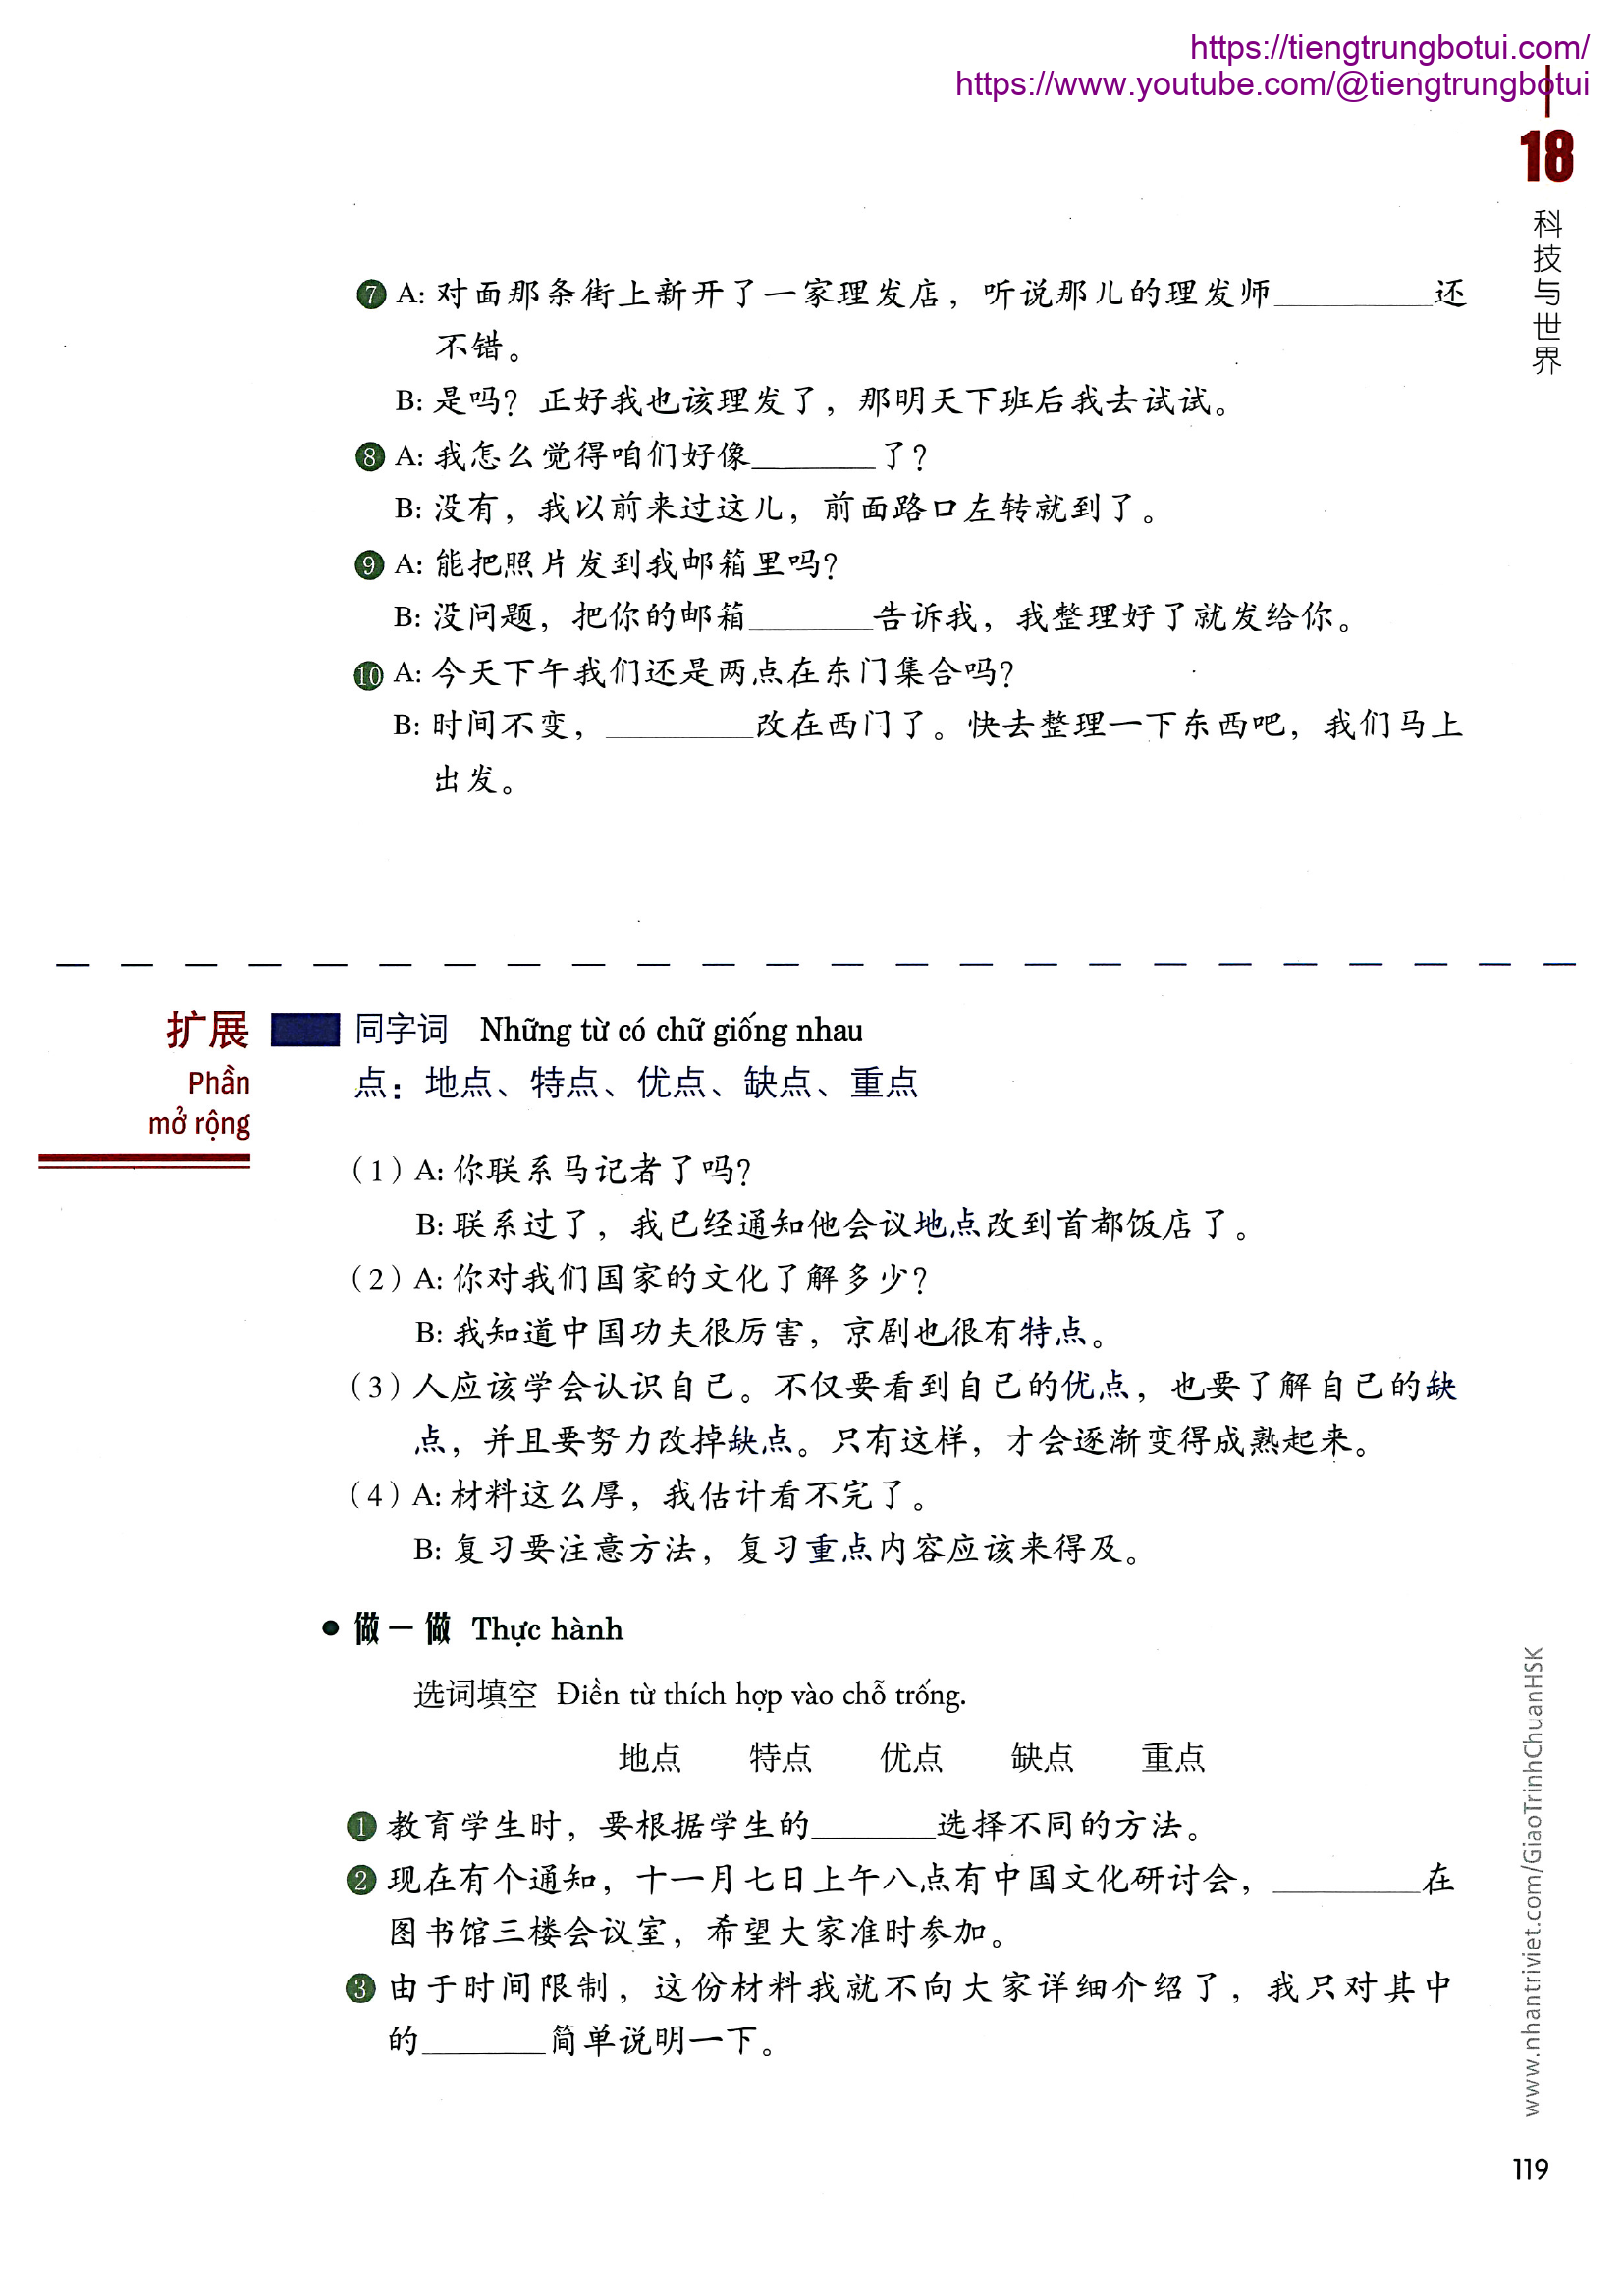 https://tiengtrungbotui.com/
https://www.youtube.com/@tiengtrungbotui
18
科技与世界
7 A: 对面那条街上新开了一家理发店，听说那儿的理发师________还
不错。
B: 是吗？正好我也该理发了，那明天下班后我去试试。
8 A: 我怎么觉得咱们好像________了？
B: 没有，我以前来过这儿，前面路口左转就到了。
9 A: 能把照片发到我邮箱里吗？
B: 没问题，把你的邮箱________告诉我，我整理好了就发给你。
10 A: 今天下午我们还是两点在东门集合吗？
B: 时间不变，________改在西门了。快去整理一下东西吧，我们马上
出发。
扩展
Phần
mở rộng
同字词 Những từ có chữ giống nhau
点：地点、特点、优点、缺点、重点
（1）A: 你联系马记者了吗？
B: 联系过了，我已经通知他会议地点改到首都饭店了。
（2）A: 你对我们国家的文化了解多少？
B: 我知道中国功夫很厉害，京剧也很有特点。
（3）人应该学会认识自己。不仅要看到自己的优点，也要了解自己的缺
点，并且要努力改掉缺点。只有这样，才会逐渐变得成熟起来。
（4）A: 材料这么厚，我估计看不完了。
B: 复习要注意方法，复习重点内容应该来得及。
● 做一做 Thực hành
选词填空 Điền từ thích hợp vào chỗ trống.
地点 特点 优点 缺点 重点
1 教育学生时，要根据学生的________选择不同的方法。
2 现在有个通知，十一月七日上午八点有中国文化研讨会，________在
图书馆三楼会议室，希望大家准时参加。
3 由于时间限制，这份材料我就不向大家详细介绍了，我只对其中
的________简单说明一下。
www.nhantriviet.com/GiaoTrinhChuanHSK
119